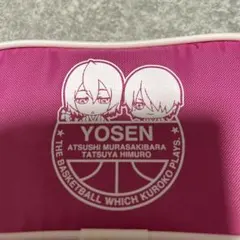 YOSEN
ATSUSHI MURASAKIBARA
TATSUYA HIMURO
★THE BASKETBALL WHICH KUROKO PLAYS.★